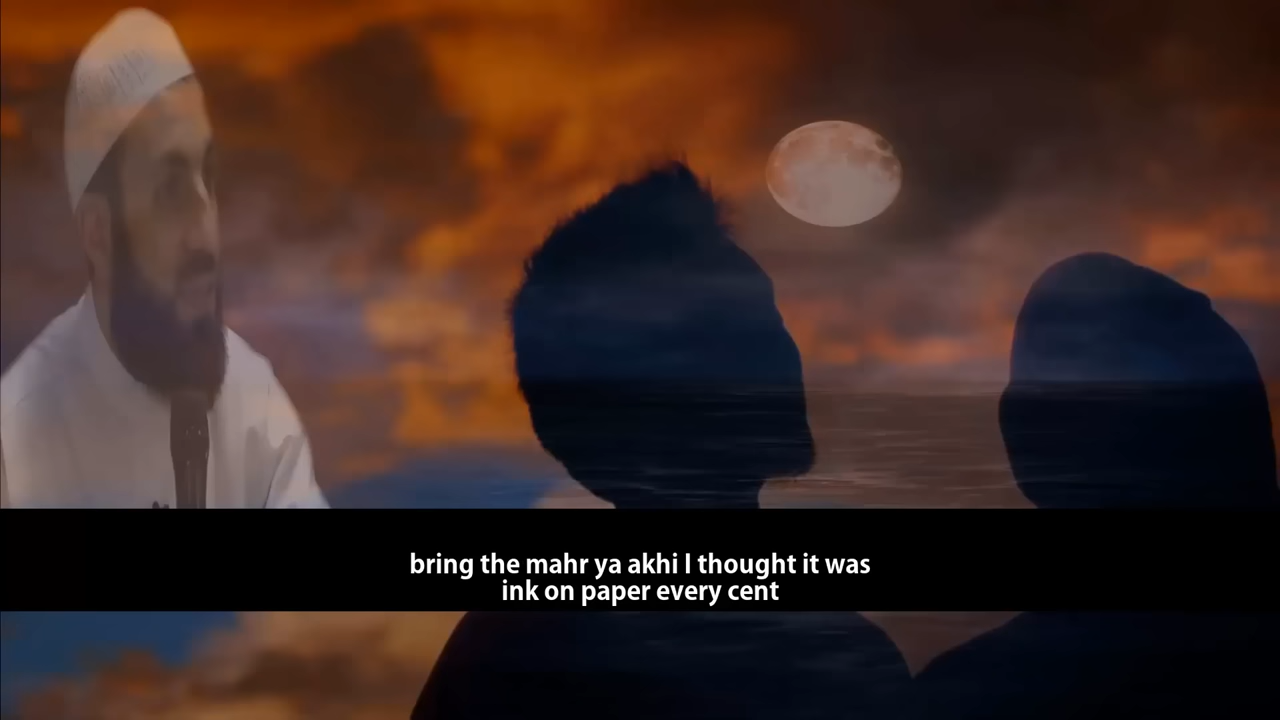 bring the mahr ya akhi I thought it was
ink on paper every cent